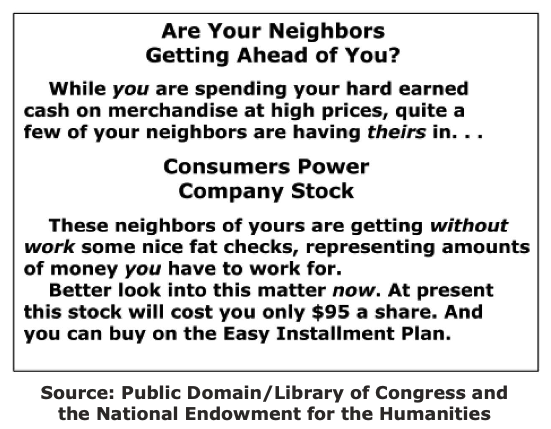 Are Your Neighbors
Getting Ahead of You?
While you are spending your hard earned
cash on merchandise at high prices, quite a
few of your neighbors are having theirs in. . .
Consumers Power
Company Stock
These neighbors of yours are getting without
work some nice fat checks, representing amounts
of money you have to work for.
Better look into this matter now. At present
this stock will cost you only $95 a share. And
you can buy on the Easy Installment Plan.
Source: Public Domain/Library of Congress and
the National Endowment for the Humanities